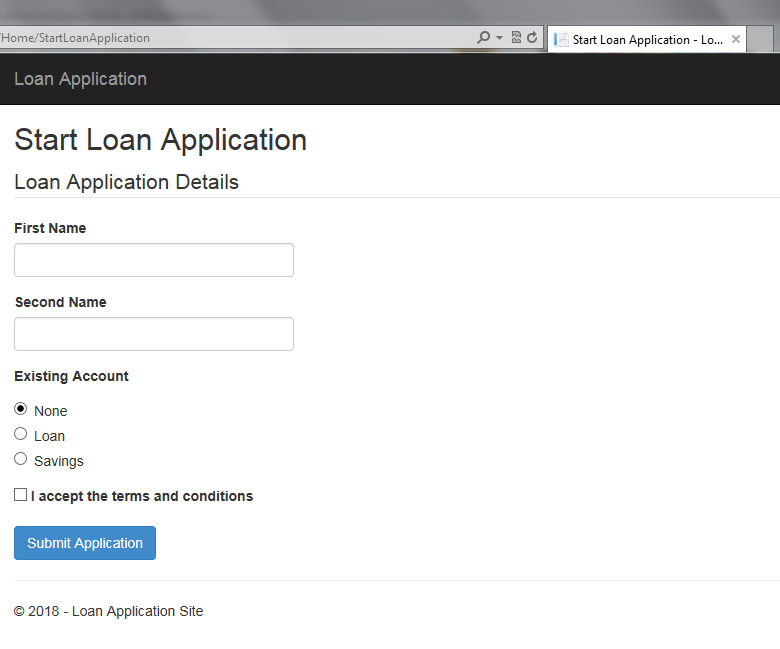 /Home/StartLoanApplication
Start Loan Application - Lo...
Loan Application
Start Loan Application
Loan Application Details
First Name
Second Name
Existing Account
None
Loan
Savings
I accept the terms and conditions
Submit Application
© 2018 - Loan Application Site